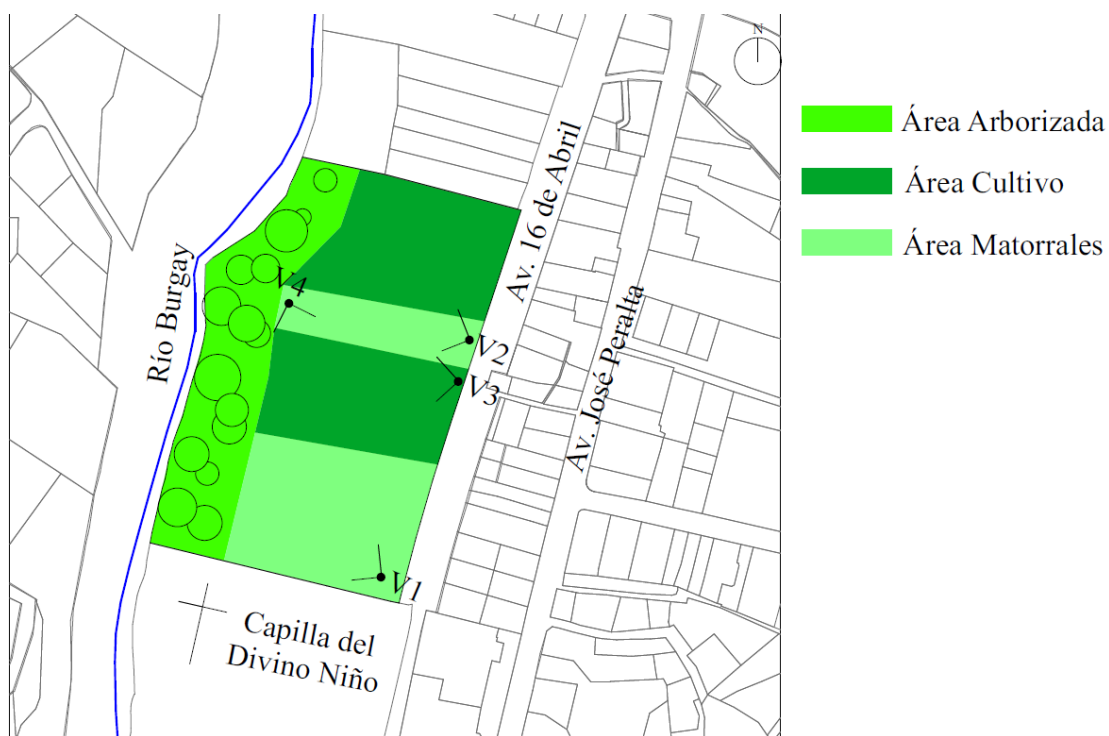 N
Área Arborizada
Área Cultivo
Área Matorrales
Av. 16 de Abril
Río Burgay
V4
V2
V3
Av. José Peralta
V1
Capilla del
Divino Niño